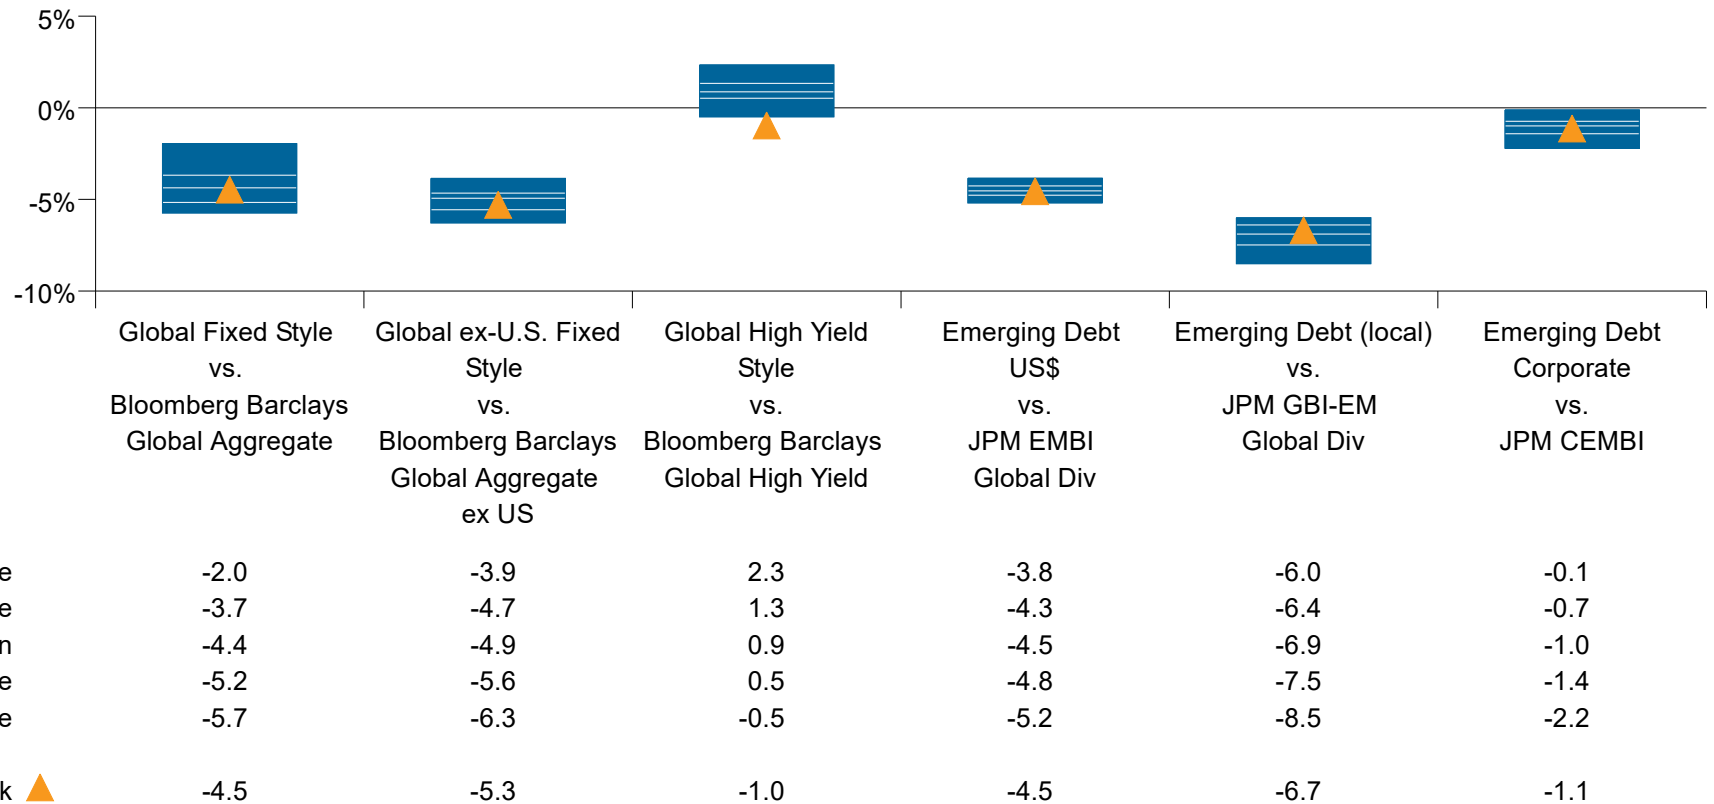 5%
0%
-5%
-10%
Global Fixed Style
vs.
Bloomberg Barclays
Global Aggregate
Global ex-U.S. Fixed
Style
vs.
Bloomberg Barclays
Global Aggregate
ex US
Global High Yield
Style
vs.
Bloomberg Barclays
Global High Yield
Emerging Debt
US$
vs.
JPM EMBI
Global Div
Emerging Debt (local)
vs.
JPM GBI-EM
Global Div
Emerging Debt
Corporate
vs.
JPM CEMBI
e -2.0 -3.9 2.3 -3.8 -6.0 -0.1
e -3.7 -4.7 1.3 -4.3 -6.4 -0.7
n -4.4 -4.9 0.9 -4.5 -6.9 -1.0
e -5.2 -5.6 0.5 -4.8 -7.5 -1.4
e -5.7 -6.3 -0.5 -5.2 -8.5 -2.2
k -4.5 -5.3 -1.0 -4.5 -6.7 -1.1